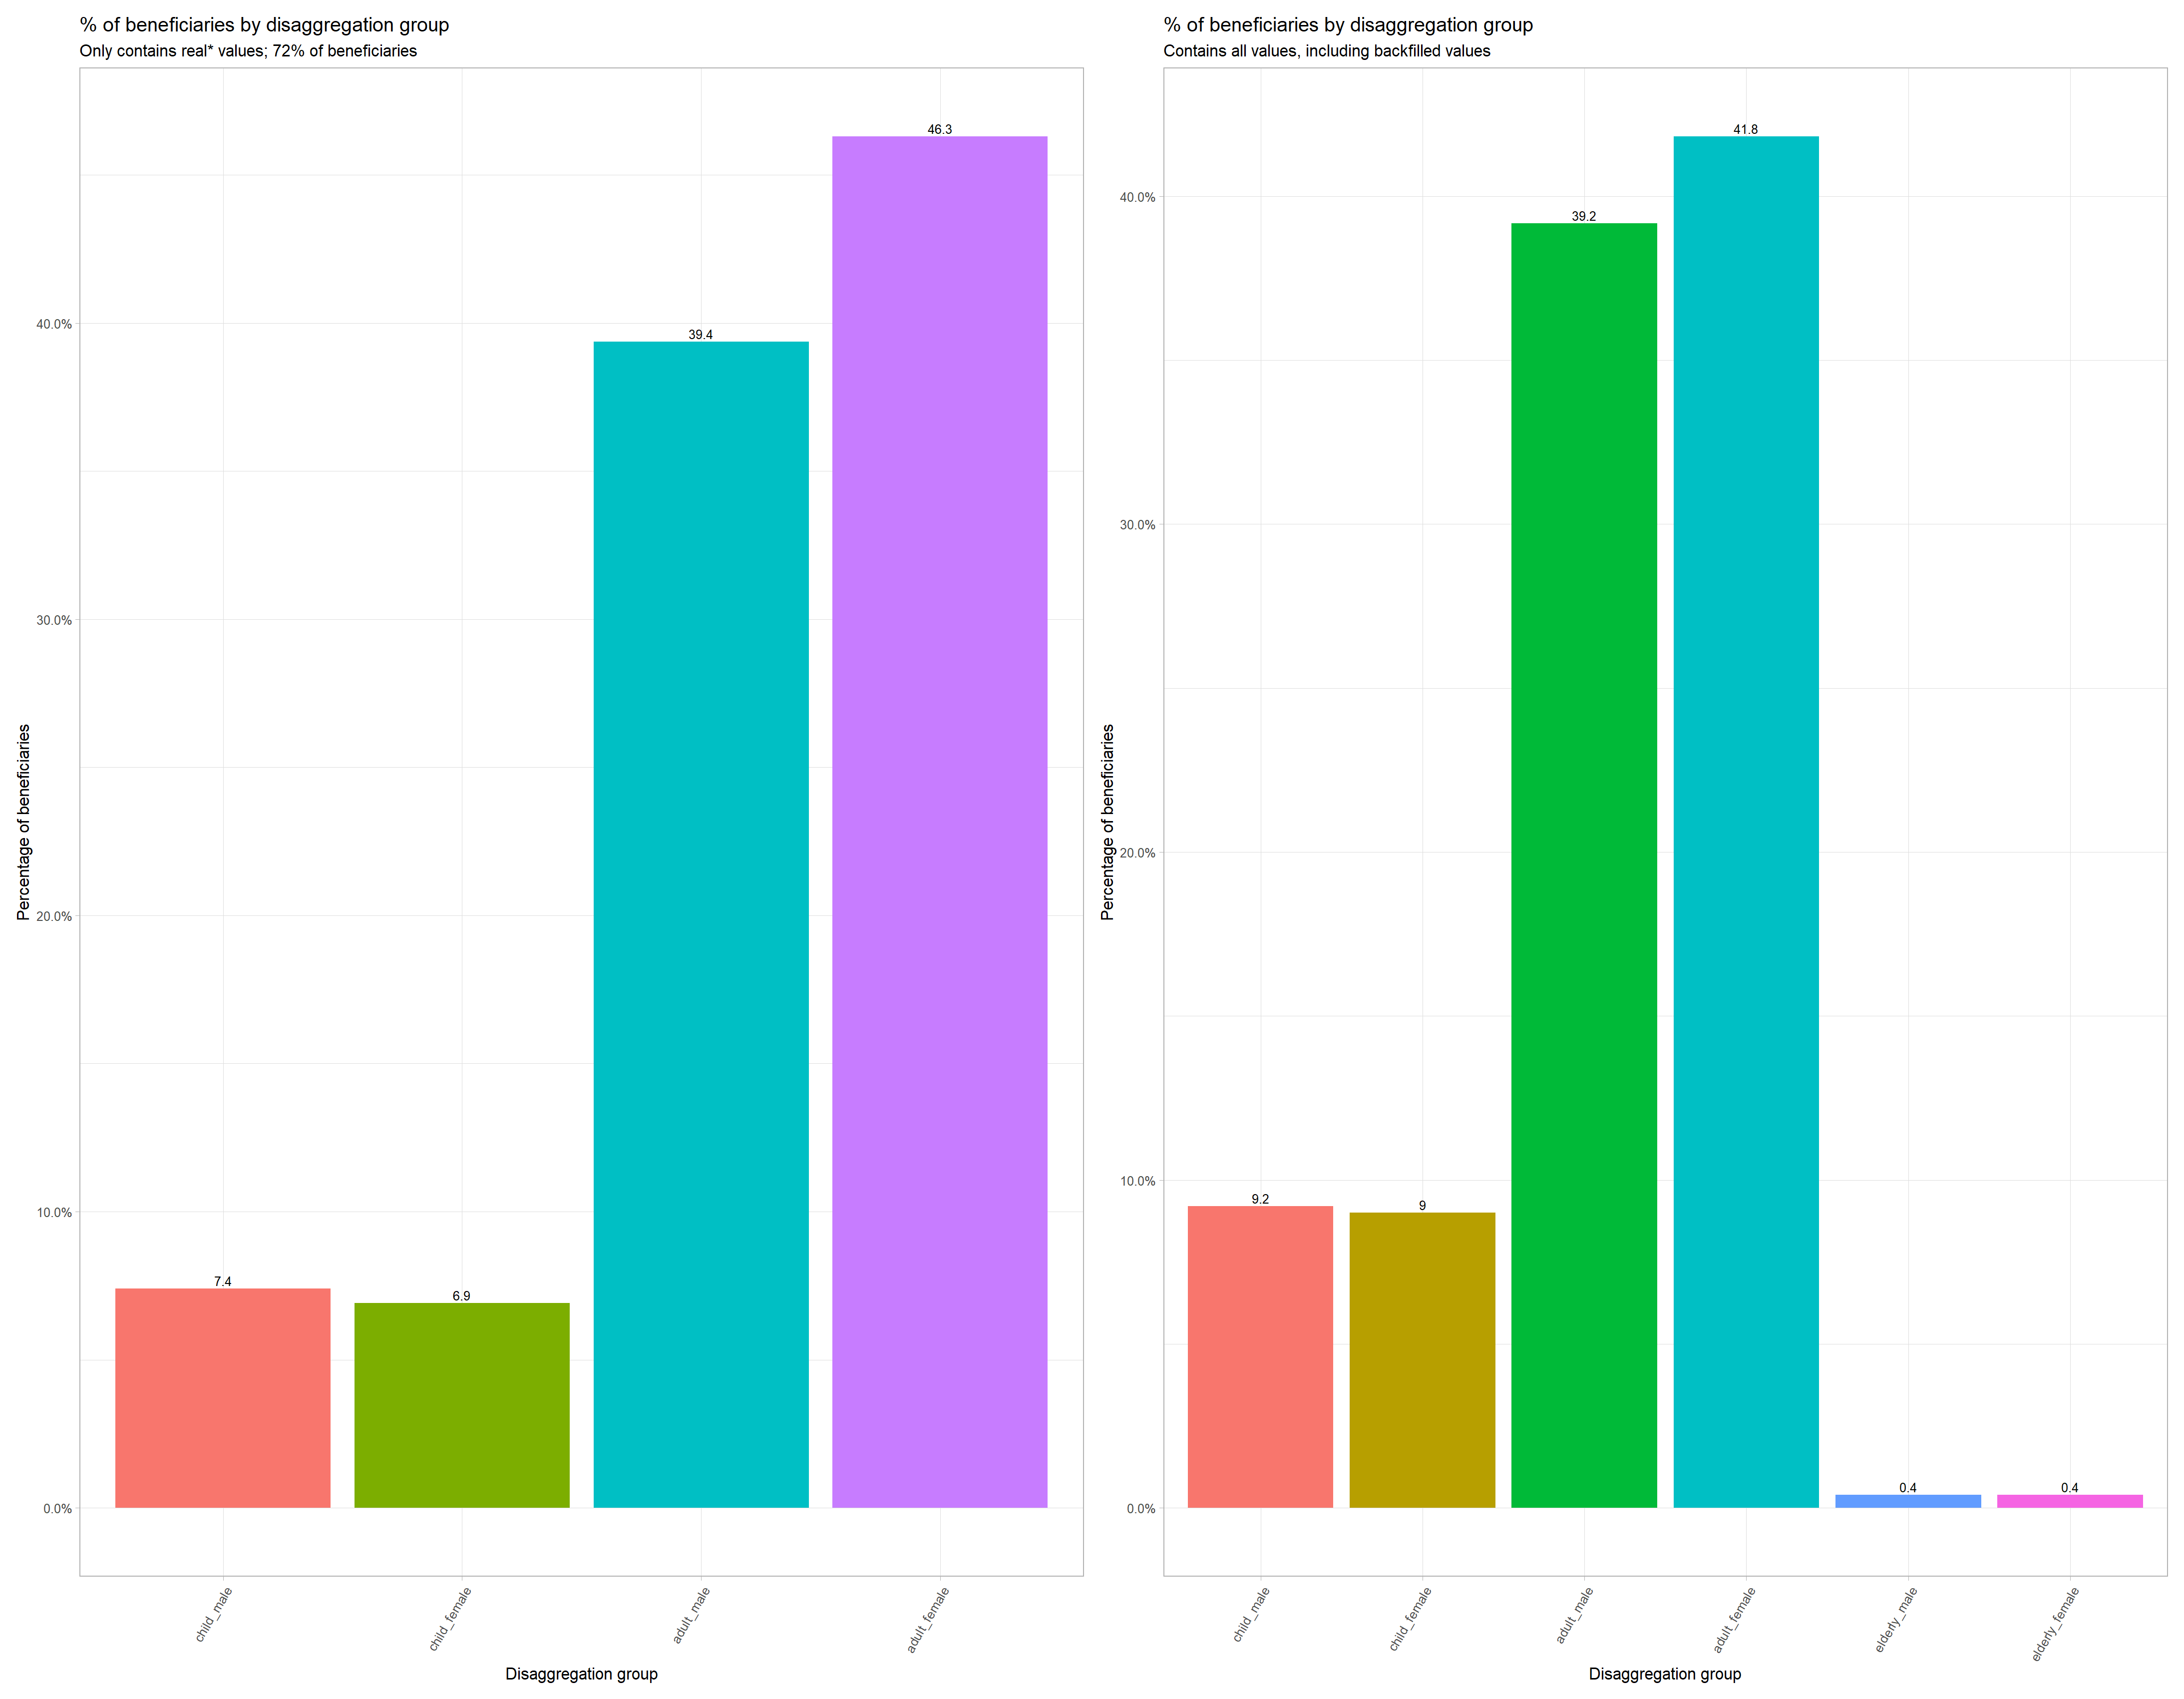 % of beneficiaries by disaggregation group
Only contains real* values; 72% of beneficiaries
Percentage of beneficiaries
40.0%
30.0%
20.0%
10.0%
0.0%
7.4
6.9
39.4
46.3
child_male
child_female
adult_male
adult_female
Disaggregation group
% of beneficiaries by disaggregation group
Contains all values, including backfilled values
Percentage of beneficiaries
40.0%
30.0%
20.0%
10.0%
0.0%
9.2
9
39.2
41.8
0.4
0.4
child_male
child_female
adult_male
adult_female
elderly_male
elderly_female
Disaggregation group